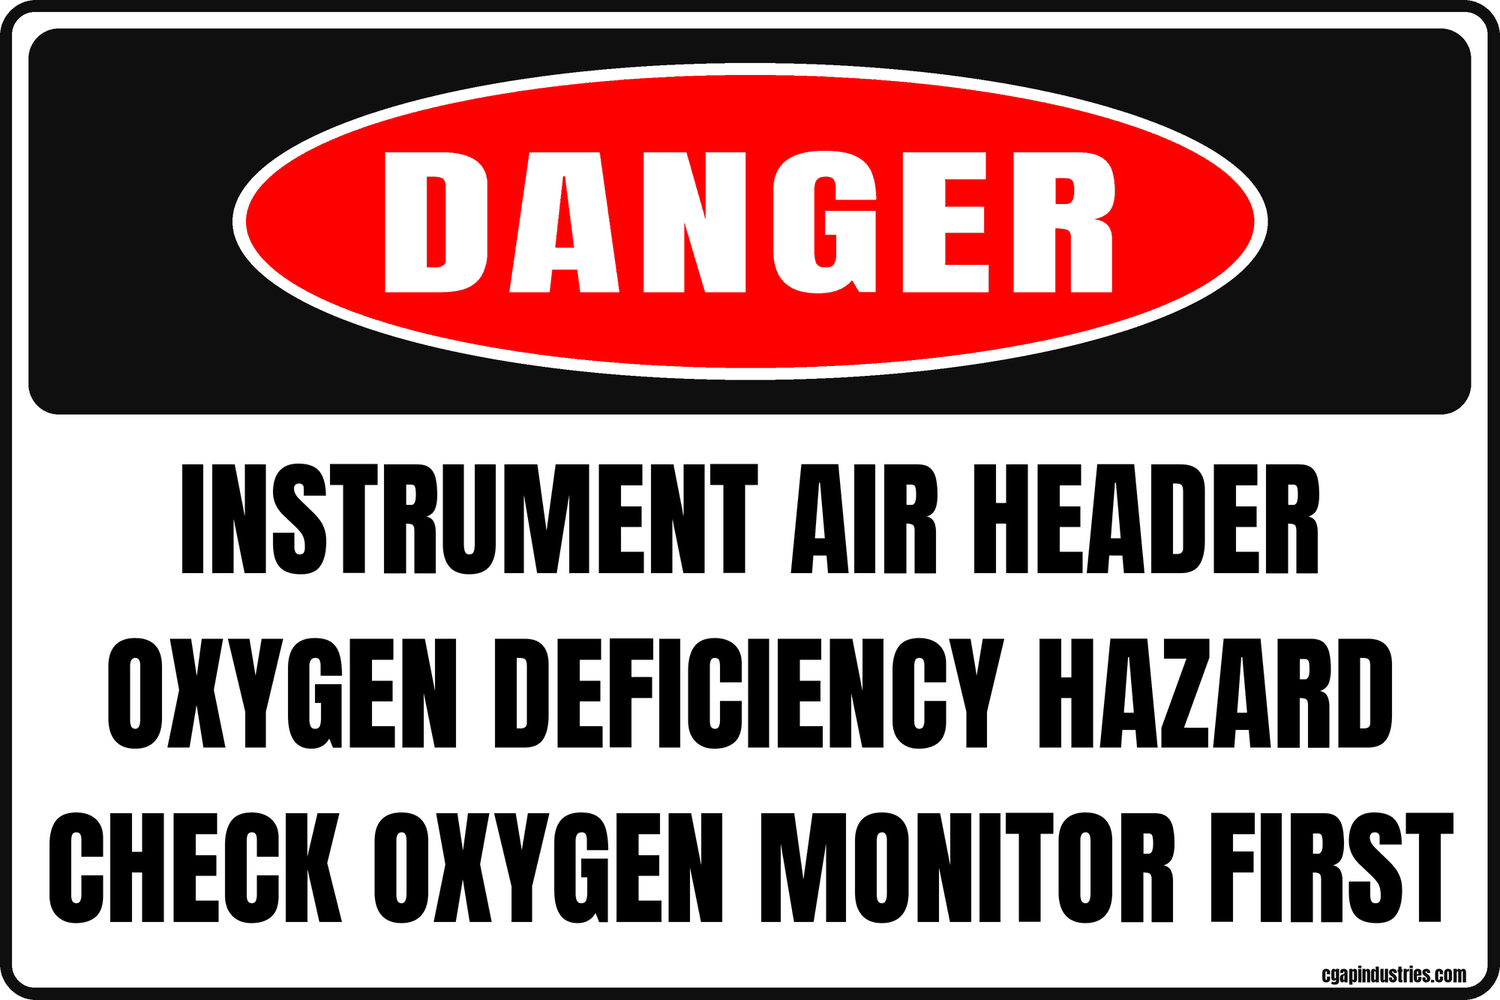 DANGER
INSTRUMENT AIR HEADER
OXYGEN DEFICIENCY HAZARD
CHECK OXYGEN MONITOR FIRST
cgapindustries.com